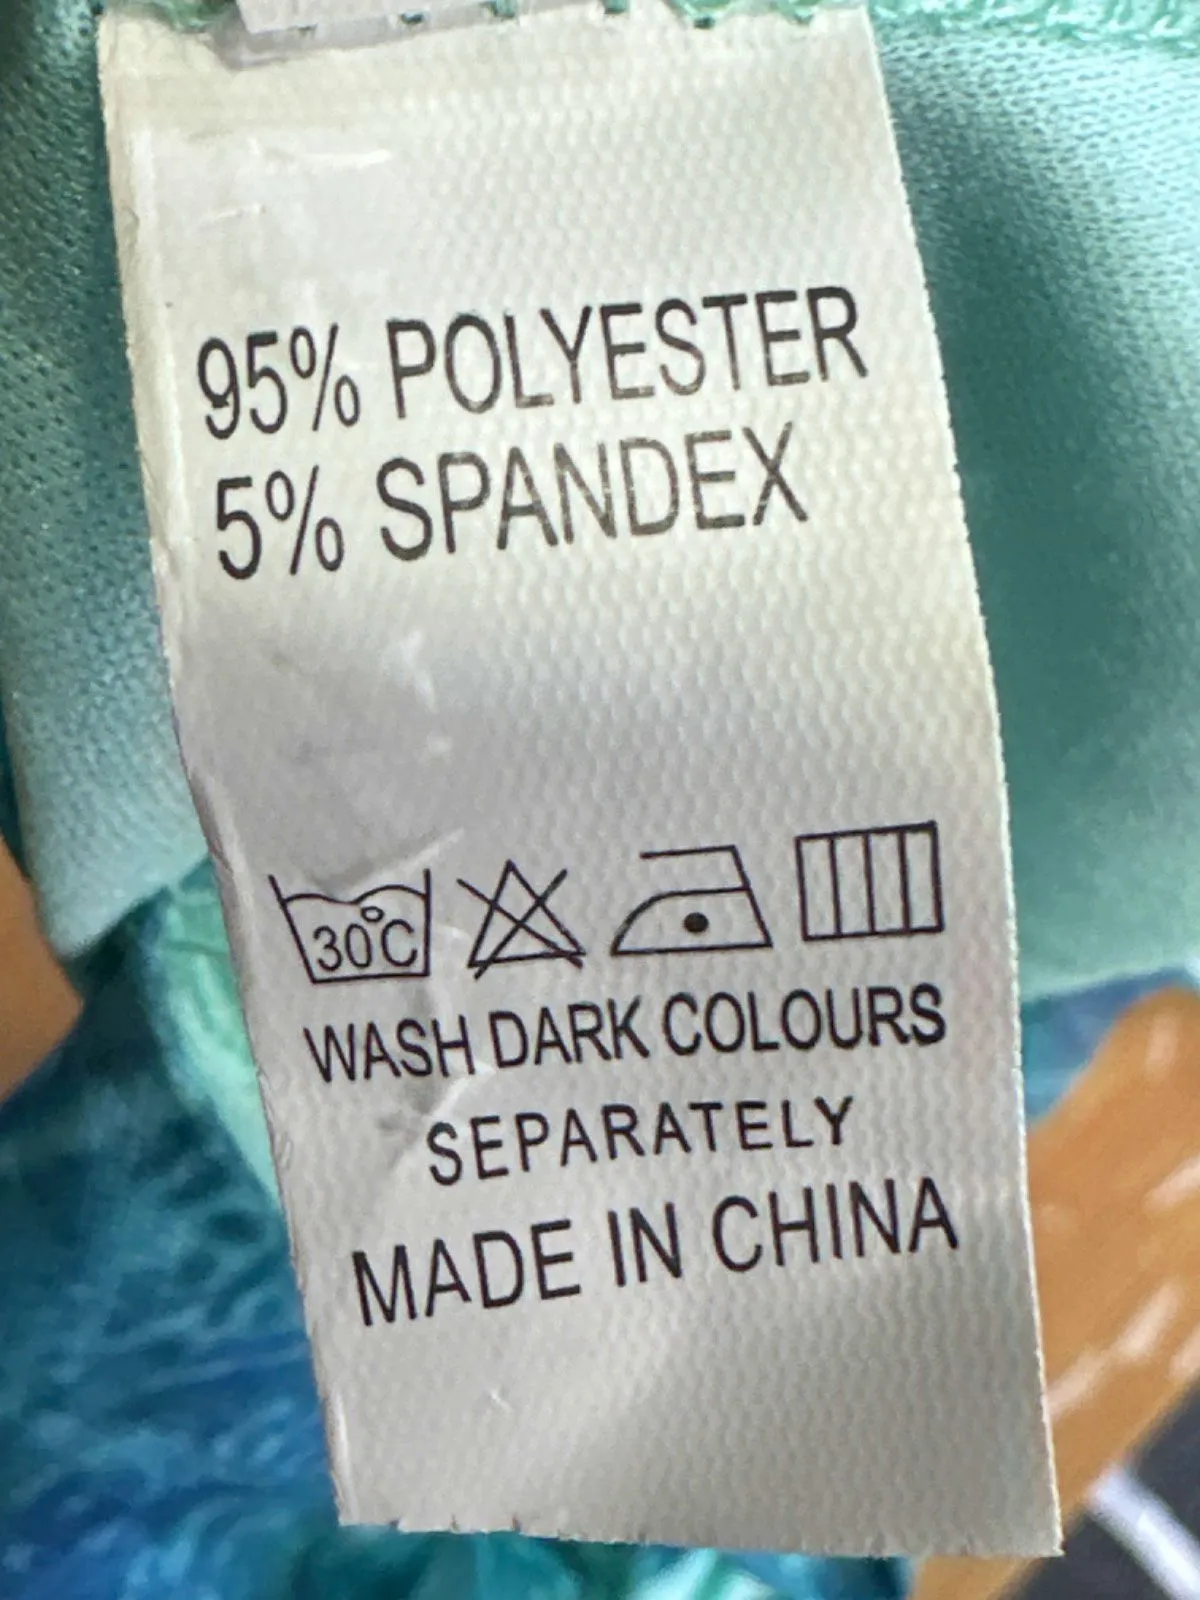 95% POLYESTER
5% SPANDEX
30°C
WASH DARK COLOURS
SEPARATELY
MADE IN CHINA